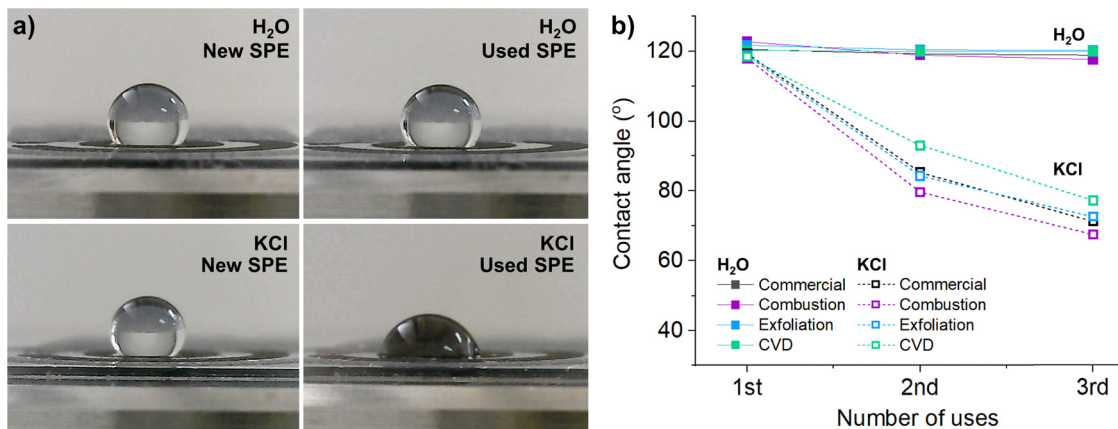 a)
H₂O
New SPE
H₂O
Used SPE
KCl
New SPE
KCl
Used SPE
b)
Contact angle (°)
120
100
80
60
40
H₂O
KCl
H₂O KCl
Commercial Commercial
Combustion Combustion
Exfoliation Exfoliation
CVD CVD
1st 2nd 3rd
Number of uses